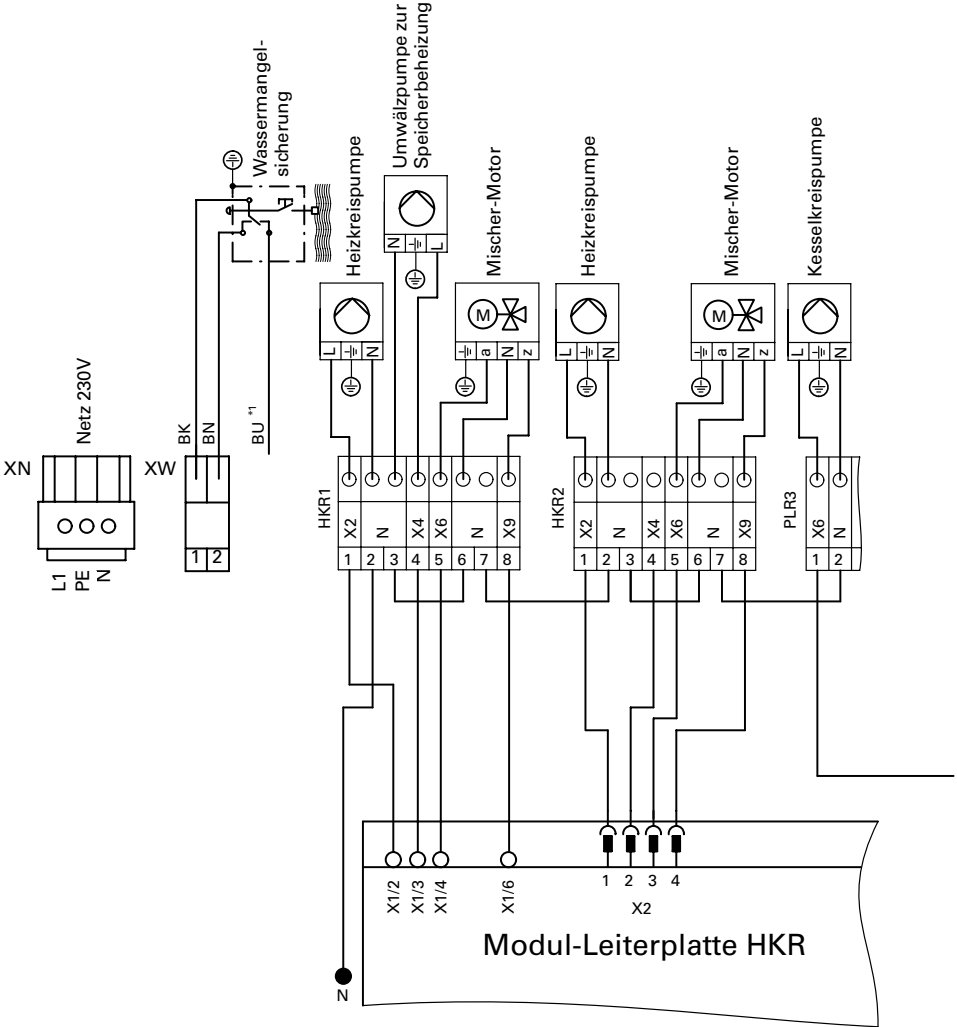 Wassermangel-
sicherung
Heizkreispumpe
Umwälzpumpe zur
Speicherbeheizung
Mischer-Motor
Heizkreispumpe
Mischer-Motor
Kesselkreispumpe
N L
M
M
L N
a N z
L N
a N z
L N
XN
Netz 230V
L1
PE
N
XW
BK
BN
BU *1
1 2
HKR1
X2 N X4 X6 N X9
1 2 3 4 5 6 7 8
HKR2
X2 N X4 X6 N X9
1 2 3 4 5 6 7 8
PLR3
X6 N
1 2
X1/2
X1/3
X1/4
X1/6
1 2 3 4
X2
Modul-Leiterplatte HKR
N